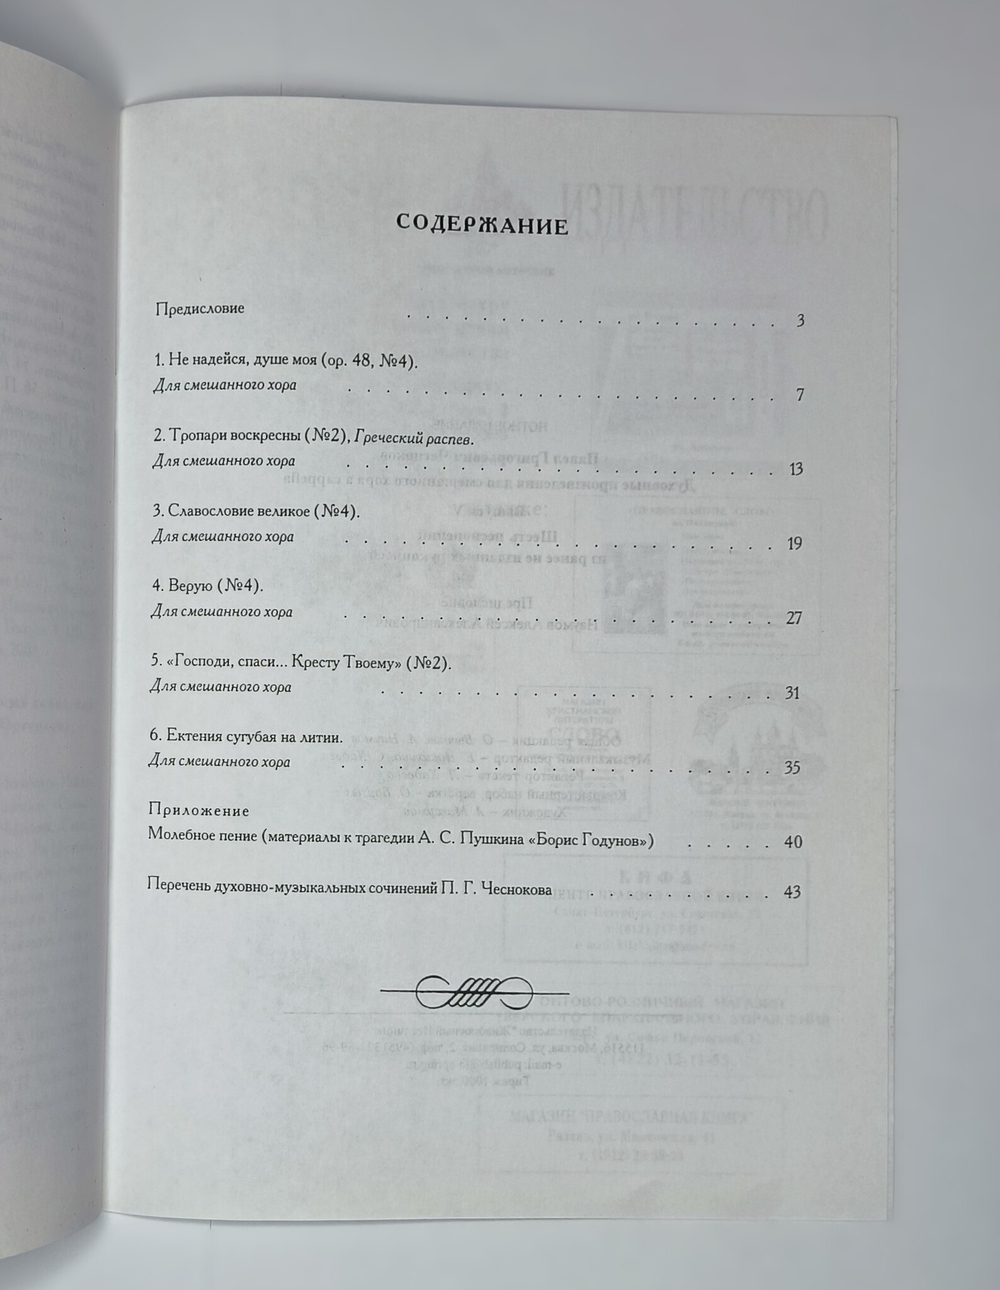 СОДЕРЖАНИЕ
Предисловие . . . . . . . . . . . . . . . . . . 3
1. Не надейся, душе моя (ор. 48, №4).
Для смешанного хора . . . . . . . . . . . . . . . . . . . . 7
2. Тропари воскресны (№2), Греческий распев.
Для смешанного хора . . . . . . . . . . . . . . . . . . . . 13
3. Славословие великое (№4).
Для смешанного хора . . . . . . . . . . . . . . . . . . . . 19
4. Верую (№4).
Для смешанного хора . . . . . . . . . . . . . . . . . . . . 27
5. «Господи, спаси... Кресту Твоему» (№2).
Для смешанного хора . . . . . . . . . . . . . . . . . . . 31
6. Ектения сугубая на литии.
Для смешанного хора . . . . . . . . . . . . . . . . . . . . 35
Приложение
Молебное пение (материалы к трагедии А. С. Пушкина «Борис Годунов») . . . . . 40
Перечень духовно-музыкальных сочинений П. Г. Чеснокова . . . . . . . . . 43